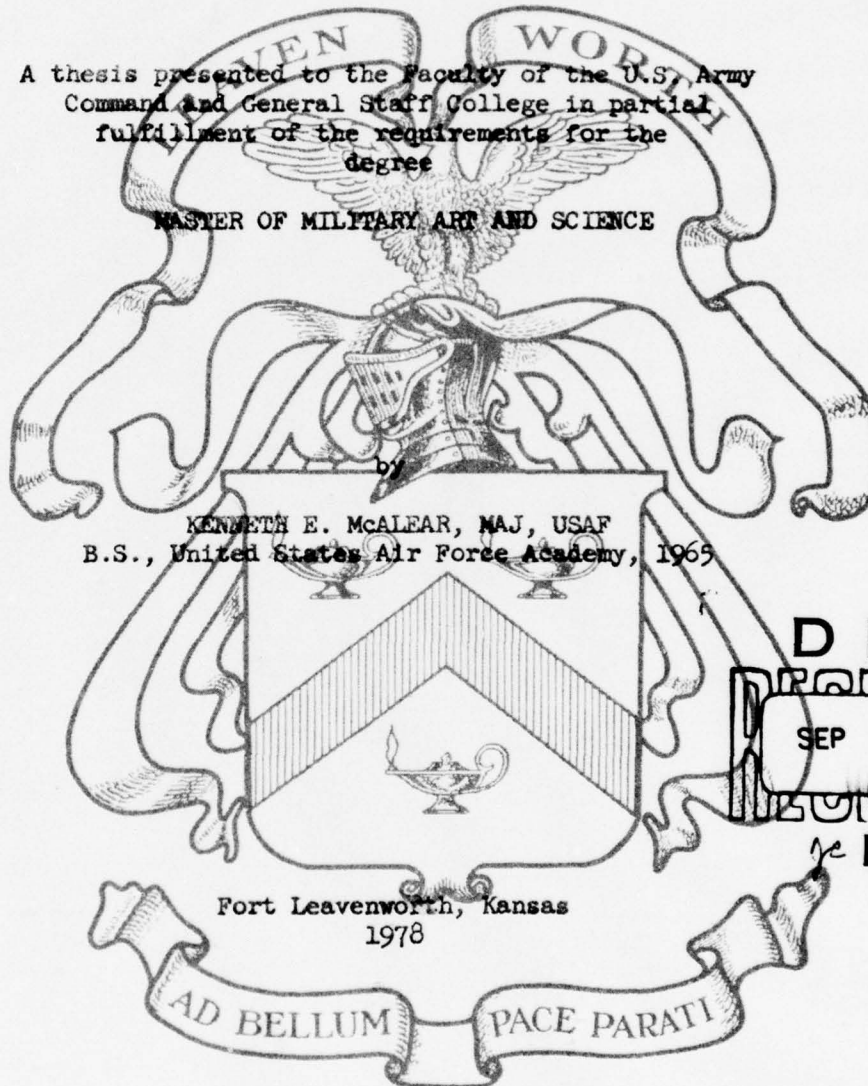 LEAVEN WORTH
A thesis presented to the Faculty of the U.S. Army
Command and General Staff College in partial
fulfillment of the requirements for the
degree
MASTER OF MILITARY ART AND SCIENCE
by
KENNETH E. McALEAR, MAJ, USAF
B.S., United States Air Force Academy, 1965
D
SEP
Fort Leavenworth, Kansas
1978
AD BELLUM PACE PARATI